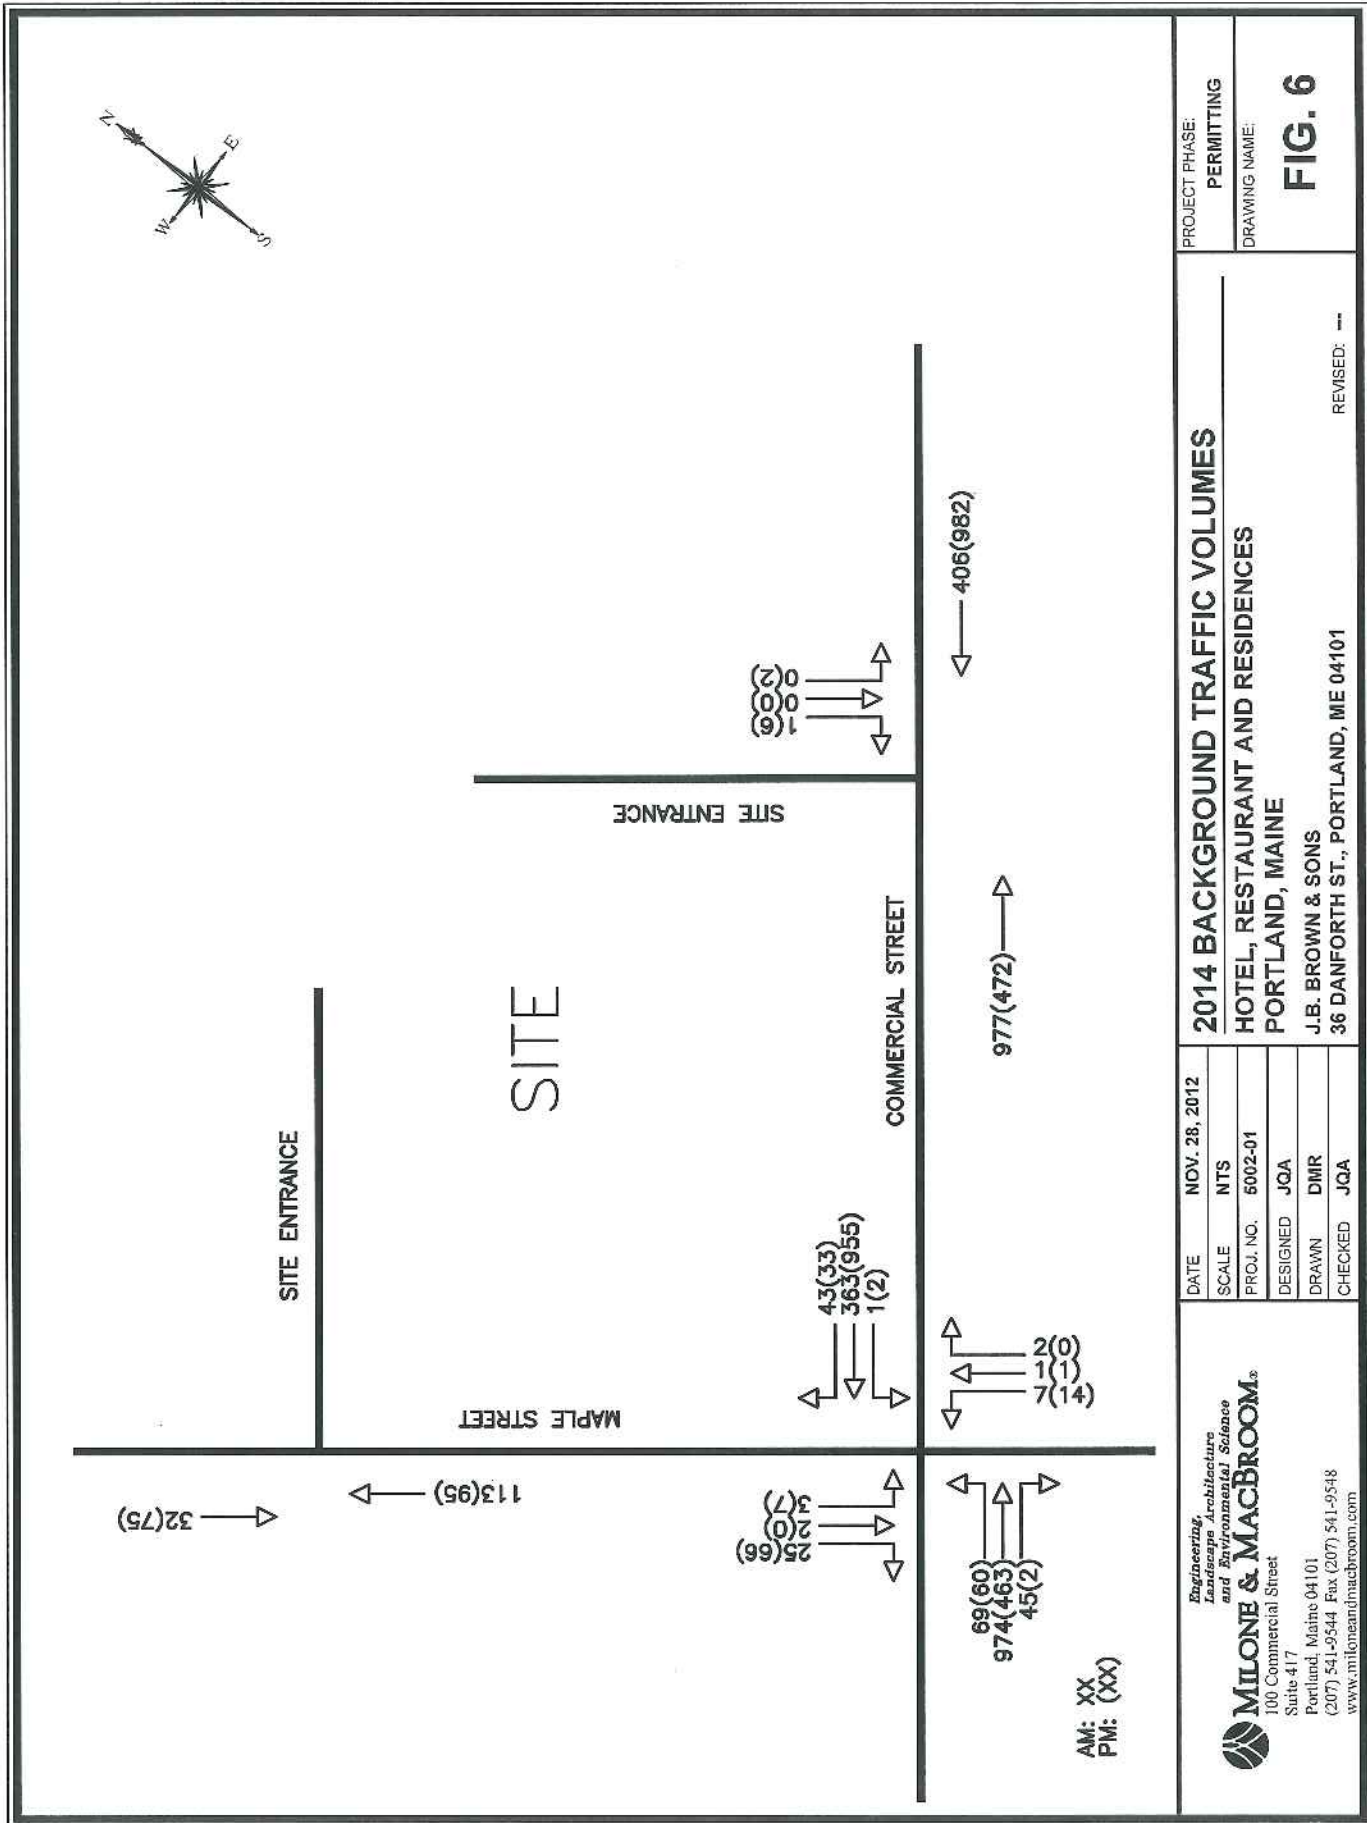 N
W
E
S
32(75)
113(95)
SITE ENTRANCE
MAPLE STREET
SITE
SITE ENTRANCE
25(66)
2(0)
3(7)
43(33)
363(955)
1(2)
1(6)
0(0)
0(2)
COMMERCIAL STREET
69(60)
974(463)
45(2)
2(0)
1(1)
7(14)
977(472)
406(982)
AM: XX
PM: (XX)
Engineering,
Landscape Architecture
and Environmental Science
MILONE & MACBROOM®
100 Commercial Street
Suite 417
Portland, Maine 04101
(207) 541-9544 Fax (207) 541-9548
www.miloneandmacbroom.com
DATE NOV. 28, 2012
SCALE NTS
PROJ. NO. 5002-01
DESIGNED JQA
DRAWN DMR
CHECKED JQA
2014 BACKGROUND TRAFFIC VOLUMES
HOTEL, RESTAURANT AND RESIDENCES
PORTLAND, MAINE
J.B. BROWN & SONS
36 DANFORTH ST., PORTLAND, ME 04101
REVISED: ---
PROJECT PHASE:
PERMITTING
DRAWING NAME:
FIG. 6